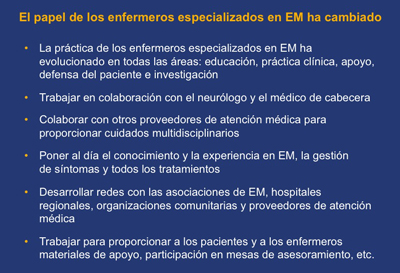 El papel de los enfermeros especializados en EM ha cambiado
• La práctica de los enfermeros especializados en EM ha
evolucionado en todas las áreas: educación, práctica clínica, apoyo,
defensa del paciente e investigación
• Trabajar en colaboración con el neurólogo y el médico de cabecera
• Colaborar con otros proveedores de atención médica para
proporcionar cuidados multidisciplinarios
• Poner al día el conocimiento y la experiencia en EM, la gestión
de síntomas y todos los tratamientos
• Desarrollar redes con las asociaciones de EM, hospitales
regionales, organizaciones comunitarias y proveedores de atención
médica
• Trabajar para proporcionar a los pacientes y a los enfermeros
materiales de apoyo, participación en mesas de asesoramiento, etc.